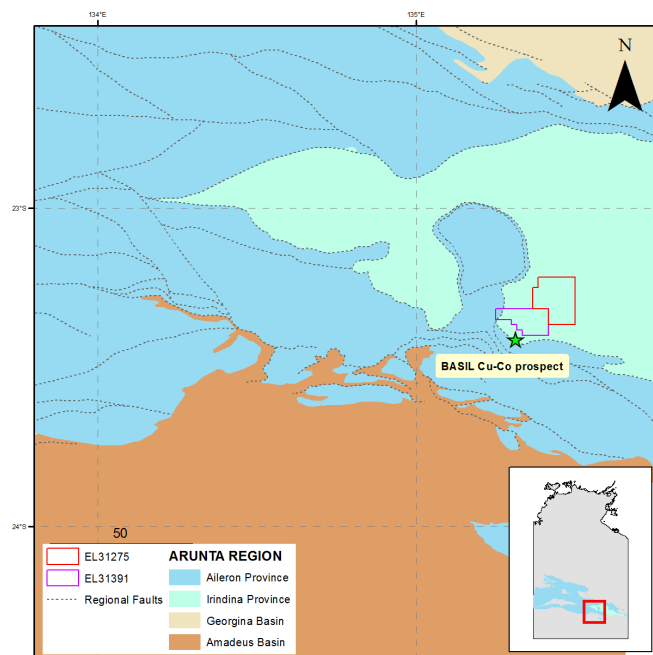 134°E
135°E
N
23°S
BASIL Cu-Co prospect
24°S
50
EL31275
EL31391
Regional Faults
ARUNTA REGION
Aileron Province
Irindina Province
Georgina Basin
Amadeus Basin